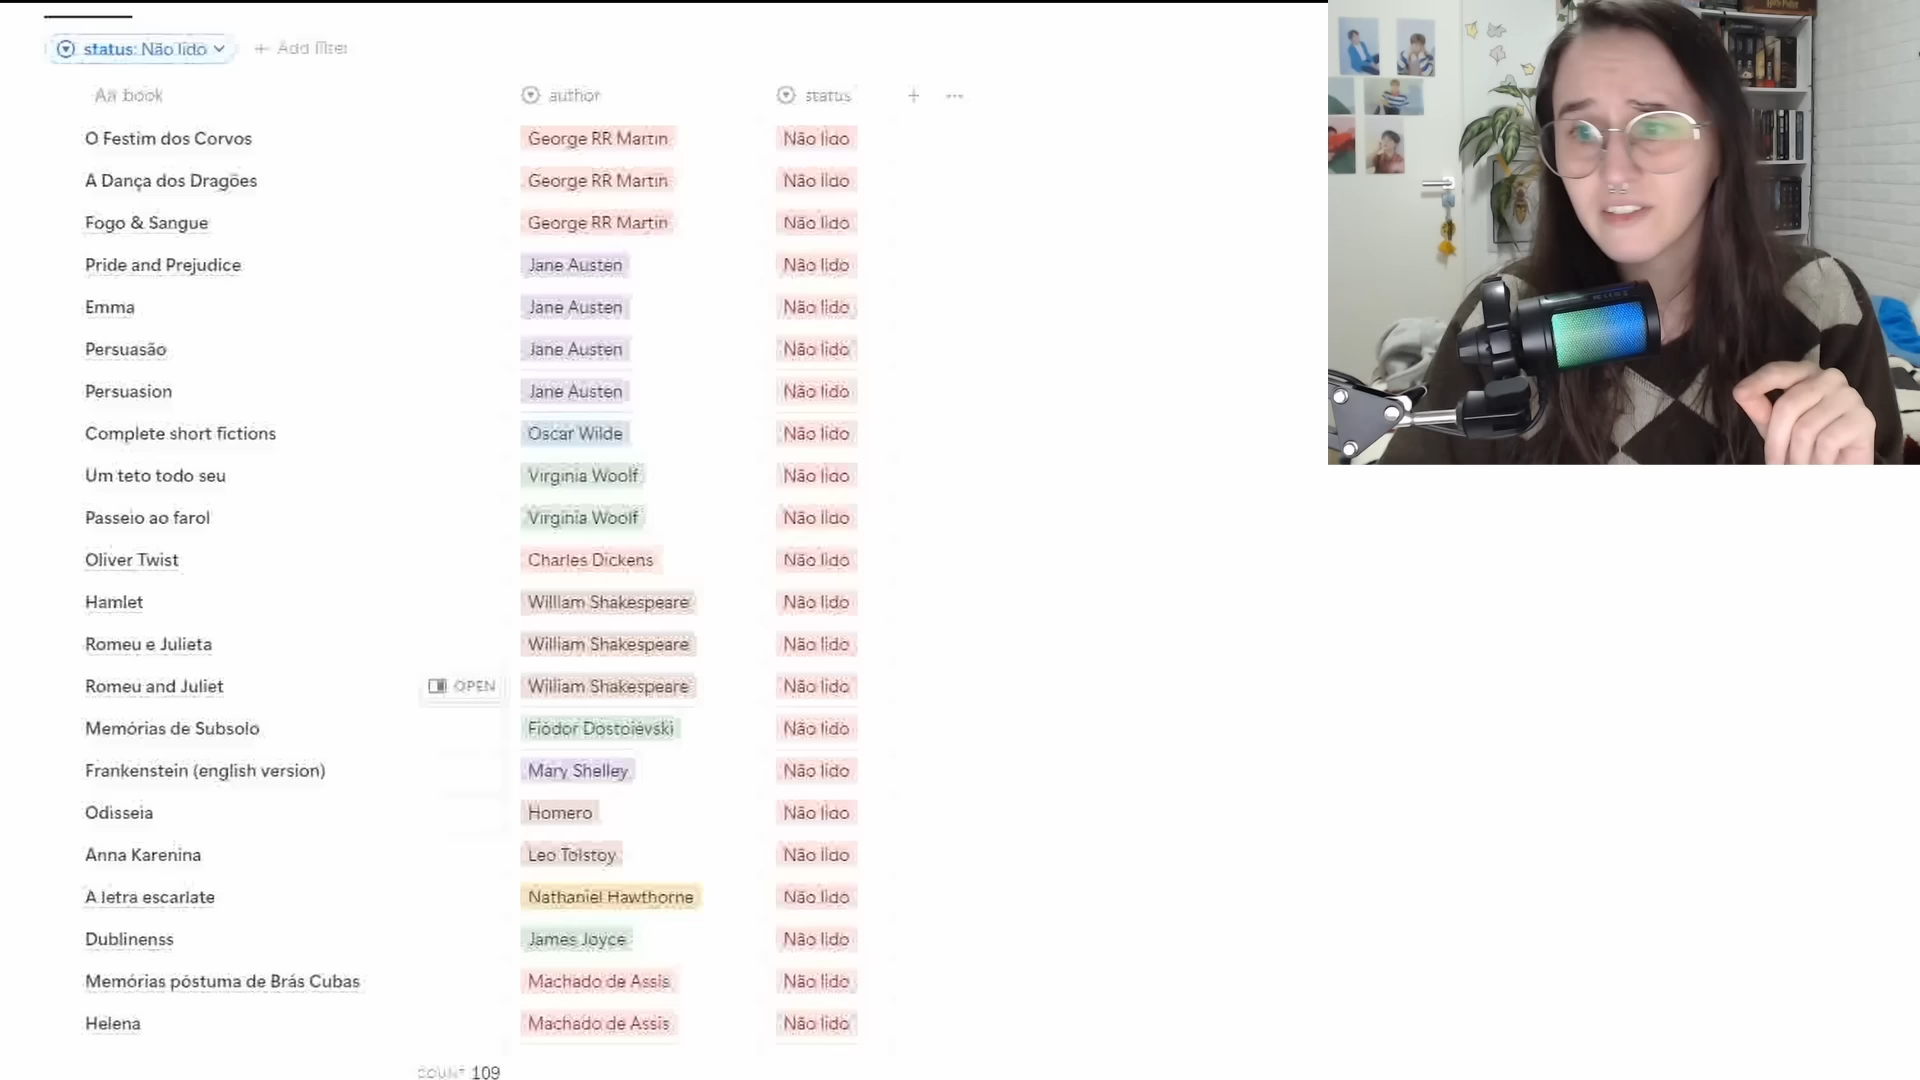 status: Não lido + Add filter
Aa book author status + ...
O Festim dos Corvos George RR Martin Não lido
A Dança dos Dragões George RR Martin Não lido
Fogo & Sangue George RR Martin Não lido
Pride and Prejudice Jane Austen Não lido
Emma Jane Austen Não lido
Persuasão Jane Austen Não lido
Persuasion Jane Austen Não lido
Complete short fictions Oscar Wilde Não lido
Um teto todo seu Virginia Woolf Não lido
Passeio ao farol Virginia Woolf Não lido
Oliver Twist Charles Dickens Não lido
Hamlet William Shakespeare Não lido
Romeu e Julieta William Shakespeare Não lido
Romeu and Juliet OPEN William Shakespeare Não lido
Memórias de Subsolo Fiódor Dostoiévski Não lido
Frankenstein (english version) Mary Shelley Não lido
Odisseia Homero Não lido
Anna Karenina Leo Tolstoy Não lido
A letra escarlate Nathaniel Hawthorne Não lido
Dublinenss James Joyce Não lido
Memórias póstuma de Brás Cubas Machado de Assis Não lido
Helena Machado de Assis Não lido
COUNT 109